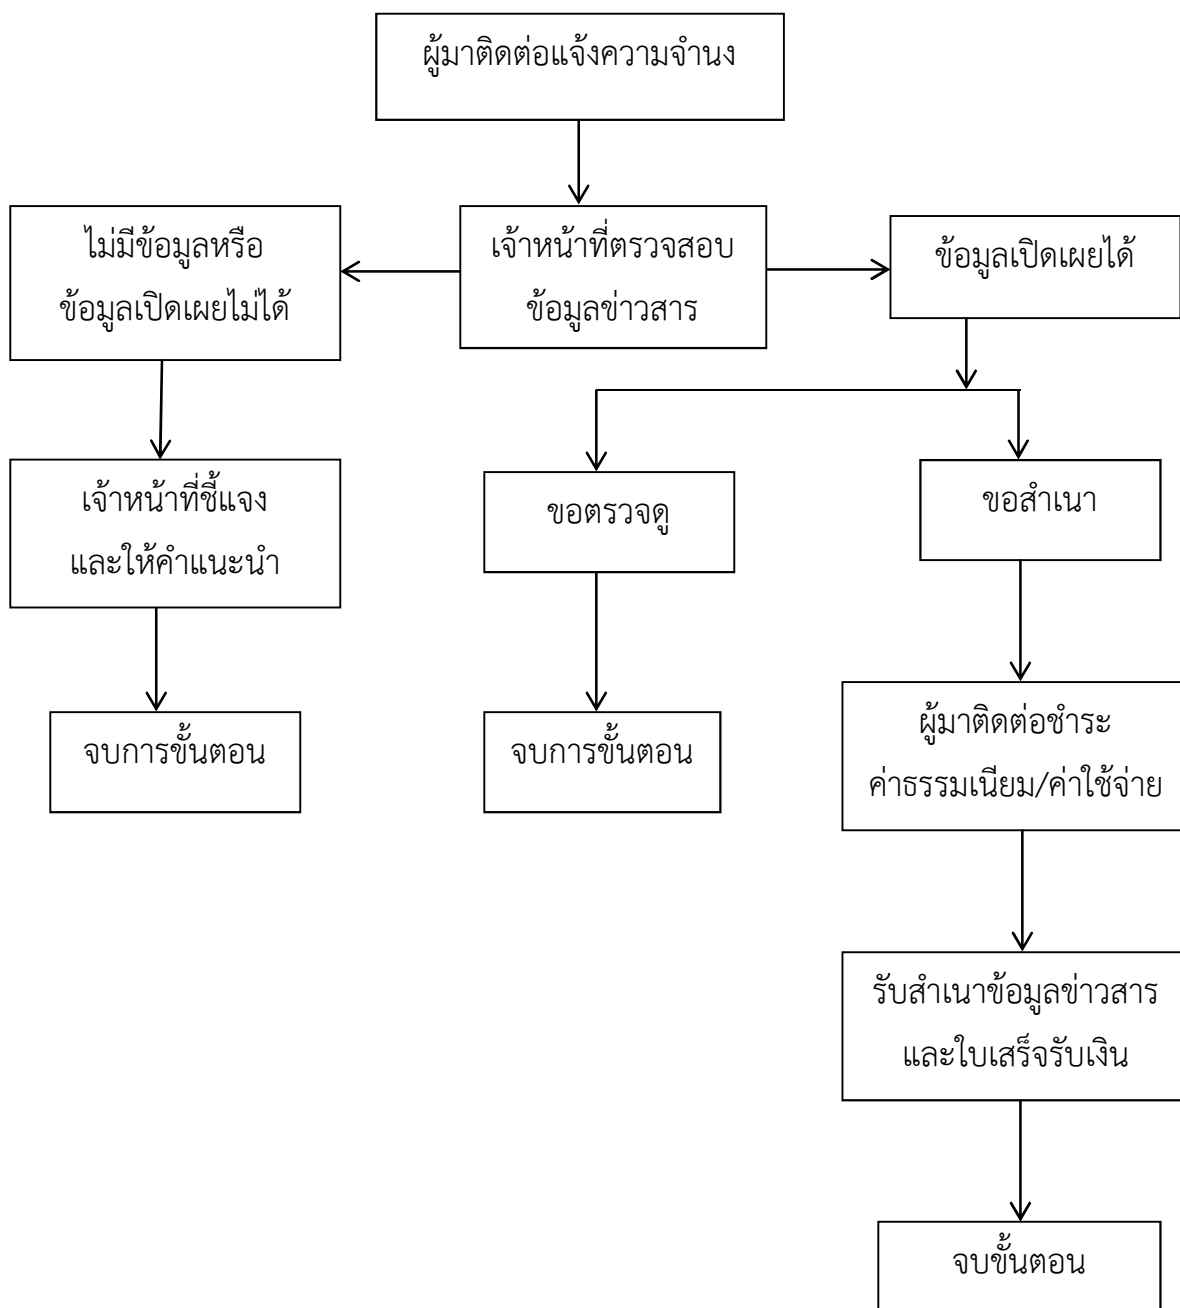 ผู้มาติดต่อแจ้งความจำนง
ไม่มีข้อมูลหรือ
ข้อมูลเปิดเผยไม่ได้
เจ้าหน้าที่ตรวจสอบ
ข้อมูลข่าวสาร
ข้อมูลเปิดเผยได้
เจ้าหน้าที่ชี้แจง
และให้คำแนะนำ
ขอตรวจดู
ขอสำเนา
จบการขั้นตอน
จบการขั้นตอน
ผู้มาติดต่อชำระ
ค่าธรรมเนียม/ค่าใช้จ่าย
รับสำเนาข้อมูลข่าวสาร
และใบเสร็จรับเงิน
จบขั้นตอน